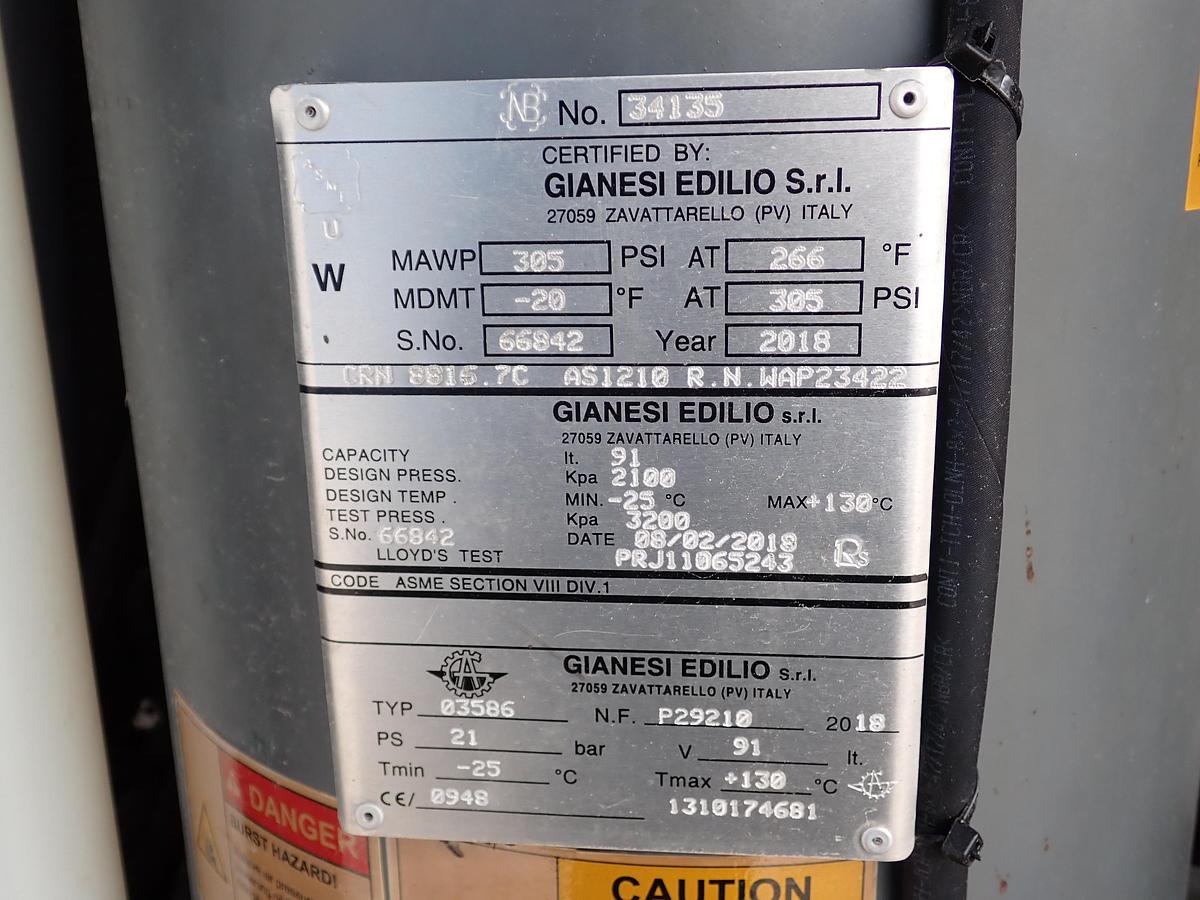 NB No. 34135
CERTIFIED BY:
GIANESI EDILIO S.r.l.
27059 ZAVATTARELLO (PV) ITALY
U
W
MAWP 305 PSI AT 266 °F
MDMT -20 °F AT 305 PSI
S.No. 66842 Year 2018
CRN 8816.7C AS1210 R.N.WAP23422
GIANESI EDILIO s.r.l.
27059 ZAVATTARELLO (PV) ITALY
CAPACITY lt. 91
DESIGN PRESS. Kpa 2100
DESIGN TEMP . MIN. -25 °C MAX +130 °C
TEST PRESS . Kpa 3200
S.No. 66842 DATE 08/02/2018
LLOYD'S TEST PRJ11065243
CODE ASME SECTION VIII DIV.1
GIANESI EDILIO S.r.l.
27059 ZAVATTARELLO (PV) ITALY
TYP 03586 N.F. P29210 2018
PS 21 bar V 91 lt.
Tmin -25 °C Tmax +130 °C
CE/ 0948 1310174681
DANGER
BURST HAZARD!
CAUTION